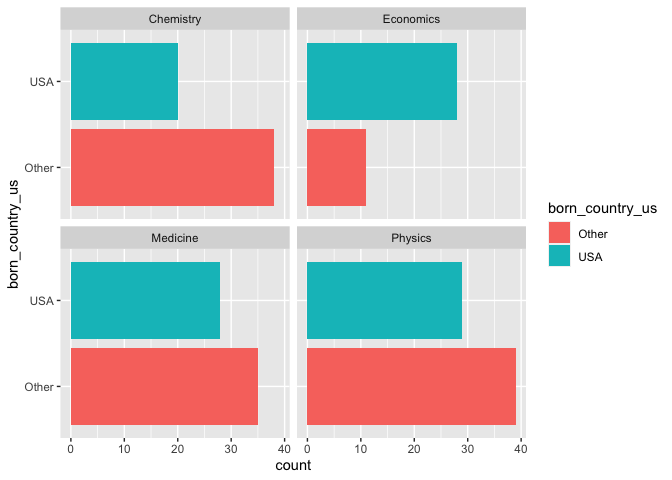 Chemistry
Economics
USA
Other
Medicine
Physics
USA
Other
0 10 20 30 40
0 10 20 30 40
count
born_country_us
born_country_us
Other
USA